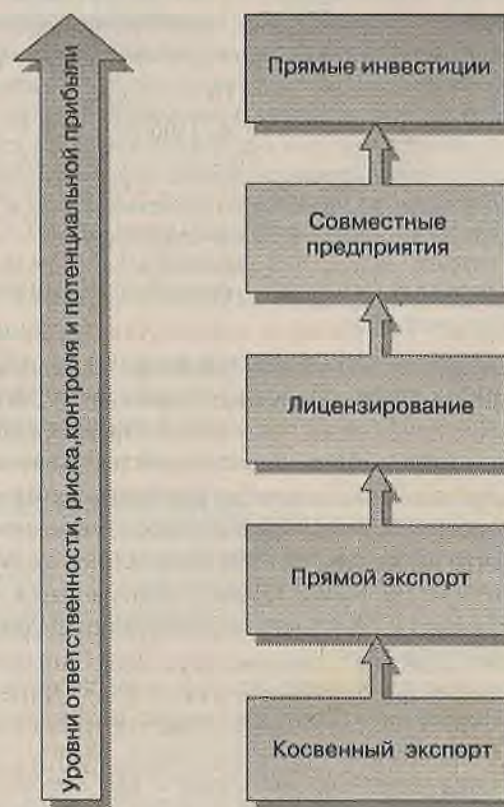 Уровни ответственности, риска,контроля и потенциальной прибыли
Прямые инвестиции
Совместные
предприятия
Лицензирование
Прямой экспорт
Косвенный экспорт